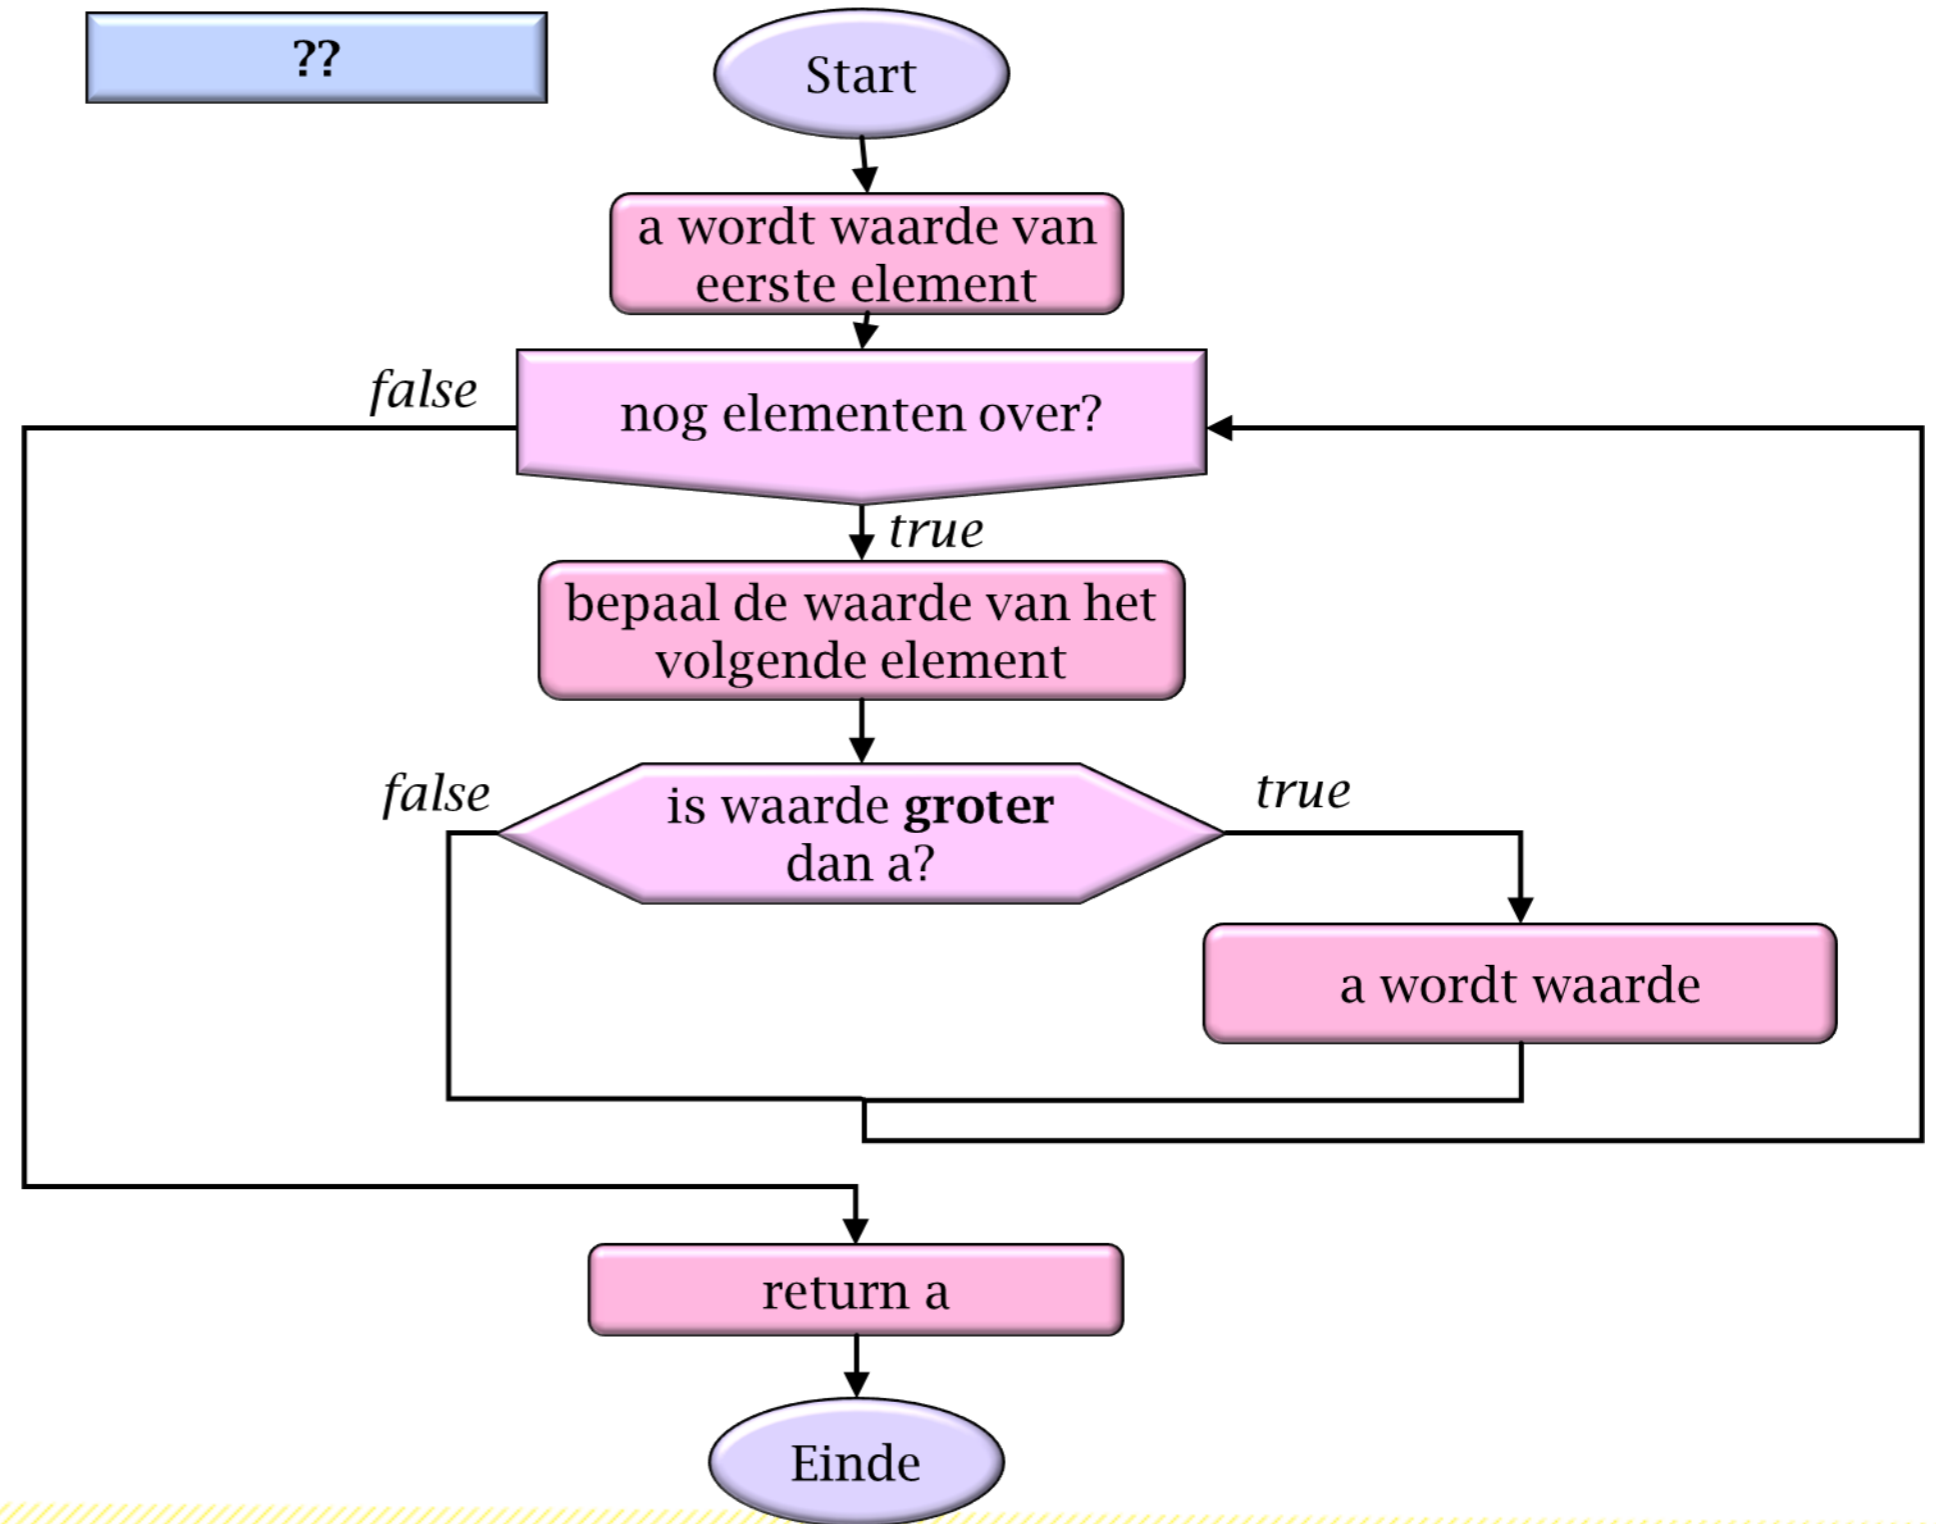 ??
Start
a wordt waarde van
eerste element
false
nog elementen over?
true
bepaal de waarde van het
volgende element
false
is waarde groter
dan a?
true
a wordt waarde
return a
Einde